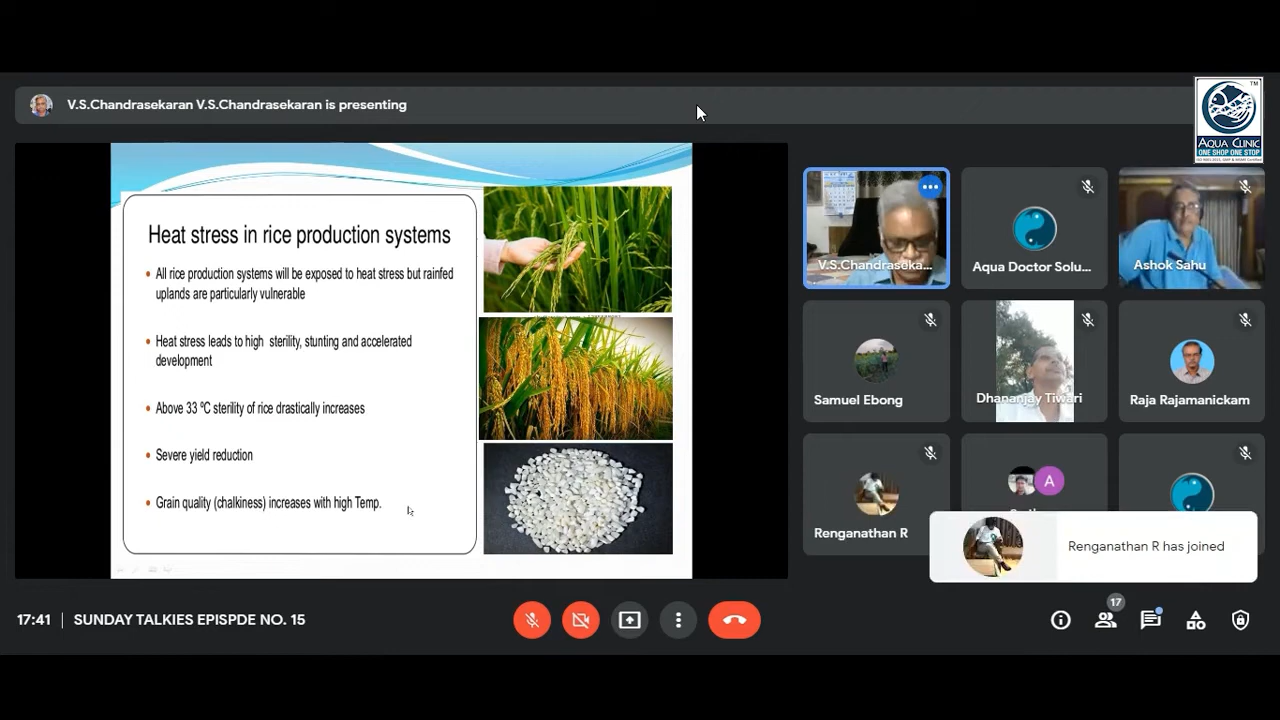 V.S.Chandrasekaran V.S.Chandrasekaran is presenting
TM
AQUA CLINIC
ONE SHOP ONE STOP
Heat stress in rice production systems
• All rice production systems will be exposed to heat stress but rainfed
uplands are particularly vulnerable
• Heat stress leads to high sterility, stunting and accelerated
development
• Above 33 ºC sterility of rice drastically increases
• Severe yield reduction
• Grain quality (chalkiness) increases with high Temp.
V.S.Chandraseka...
Aqua Doctor Solu...
Ashok Sahu
Samuel Ebong
Dhananjay Tiwari
Raja Rajamanickam
Renganathan R
A
Renganathan R has joined
17:41 | SUNDAY TALKIES EPISPDE NO. 15
17